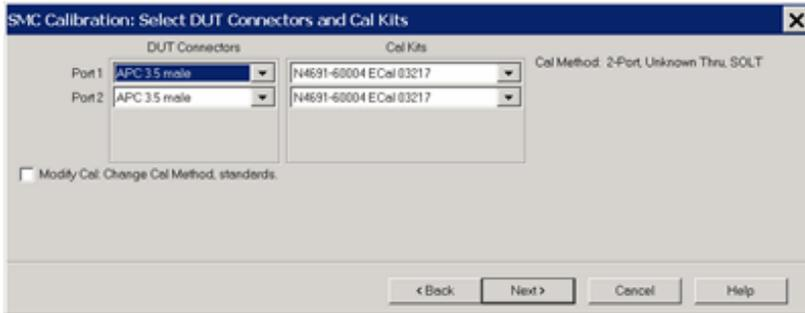 SMC Calibration: Select DUT Connectors and Cal Kits
DUT Connectors Cal Kits
Port 1 APC 3.5 male N4691-60004 ECal 03217 Cal Method: 2-Port, Unknown Thru, SOLT
Port 2 APC 3.5 male N4691-60004 ECal 03217
Modify Cal: Change Cal Method, standards.
< Back Next > Cancel Help